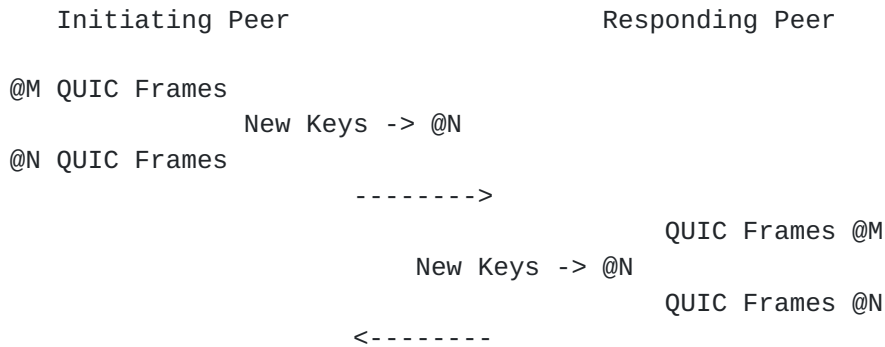 Initiating Peer Responding Peer
@M QUIC Frames
New Keys -> @N
@N QUIC Frames
-------->
QUIC Frames @M
New Keys -> @N
QUIC Frames @N
<--------